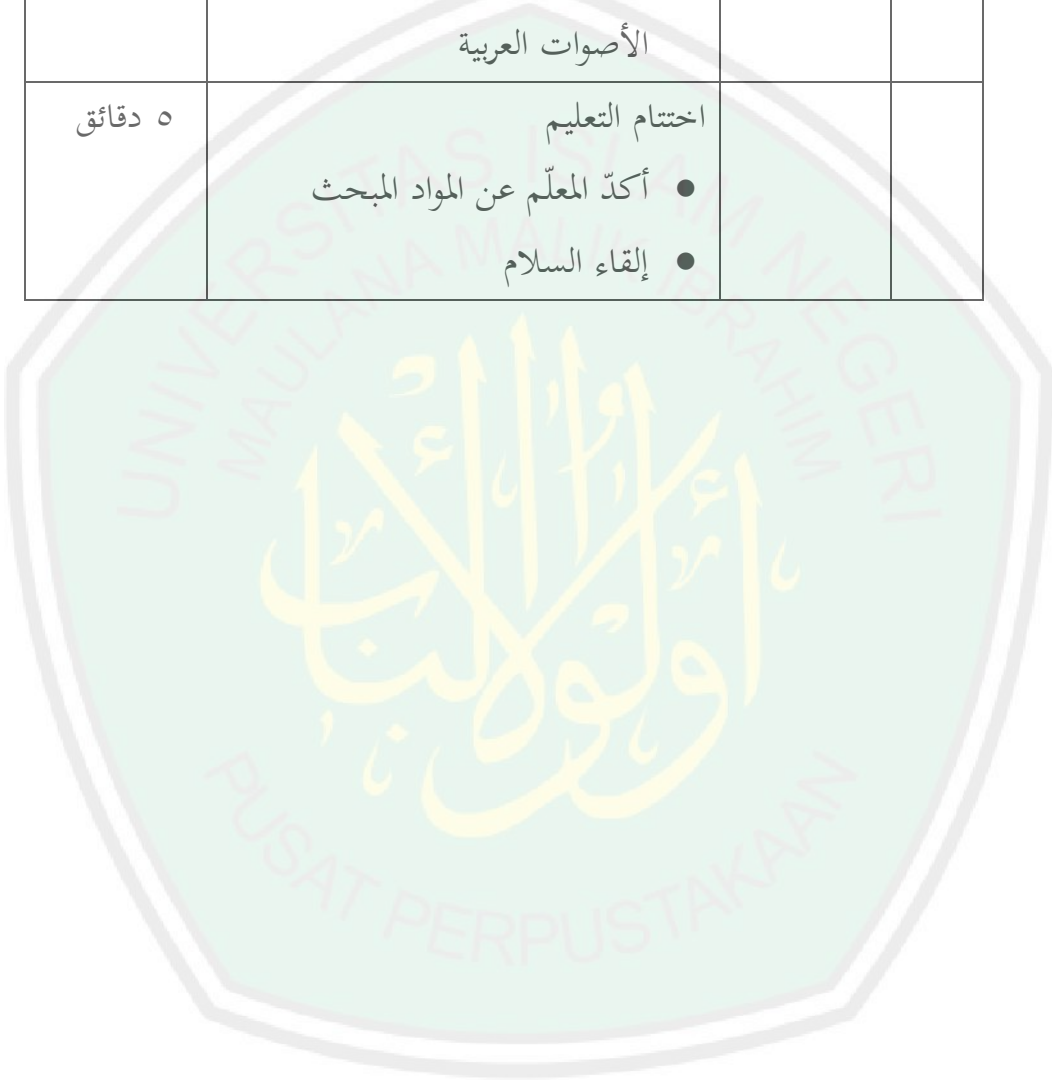 الأصوات العربية
اختتام التعليم
٥ دقائق
● أكدّ المعلّم عن المواد المبحث
● إلقاء السلام
UNIVERSITAS ISLAM NEGERI
MAULANA MALIK IBRAHIM
PUSAT PERPUSTAKAAN